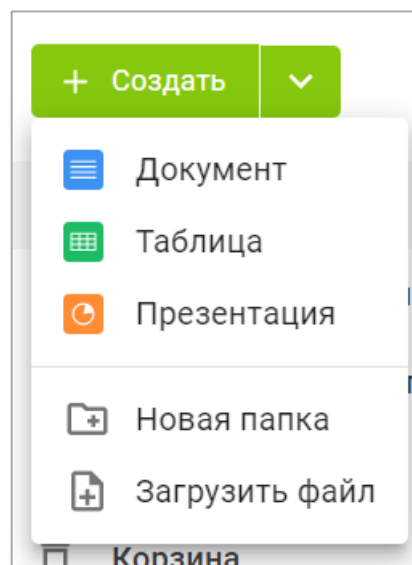 + Создать
Документ
Таблица
Презентация
Новая папка
Загрузить файл
Корзина